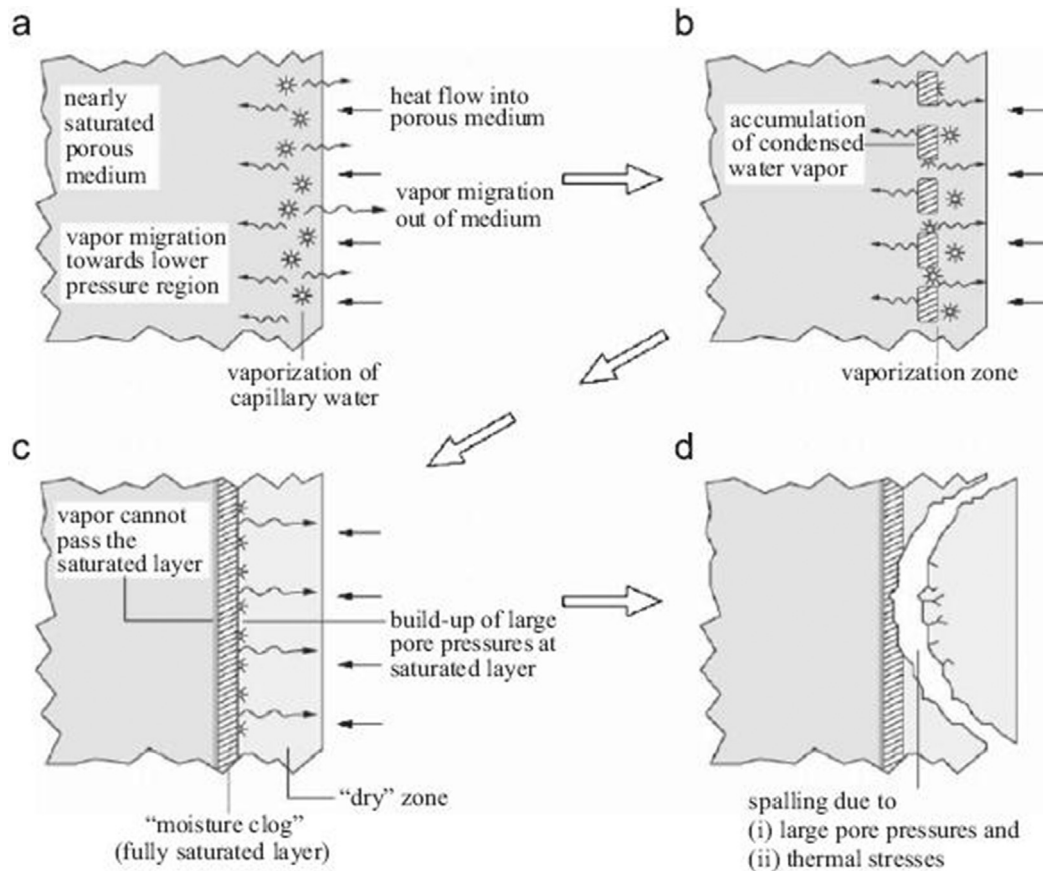 a
nearly
saturated
porous
medium
heat flow into
porous medium
vapor migration
out of medium
vapor migration
towards lower
pressure region
vaporization of
capillary water
b
accumulation
of condensed
water vapor
vaporization zone
c
vapor cannot
pass the
saturated layer
build-up of large
pore pressures at
saturated layer
“dry” zone
“moisture clog”
(fully saturated layer)
d
spalling due to
(i) large pore pressures and
(ii) thermal stresses